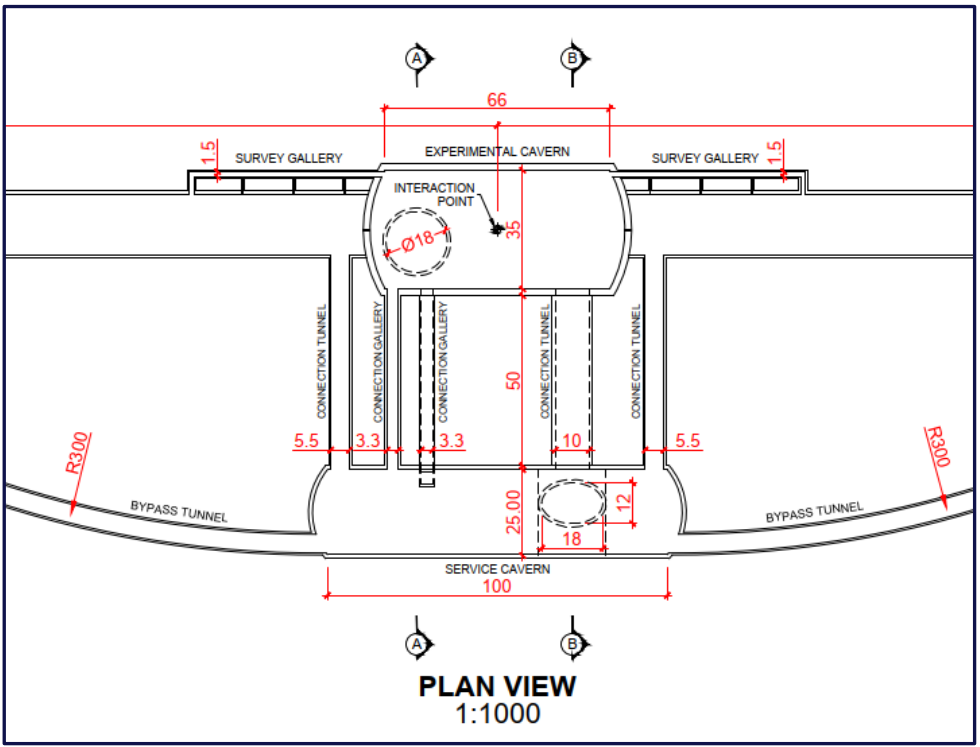 A
B
66
1.5
SURVEY GALLERY
EXPERIMENTAL CAVERN
SURVEY GALLERY
1.5
INTERACTION
POINT
Ø18
35
CONNECTION TUNNEL
CONNECTION GALLERY
CONNECTION GALLERY
CONNECTION TUNNEL
CONNECTION TUNNEL
50
5.5
3.3
3.3
10
5.5
R300
R300
BYPASS TUNNEL
25.00
12
18
BYPASS TUNNEL
SERVICE CAVERN
100
A
B
PLAN VIEW
1:1000